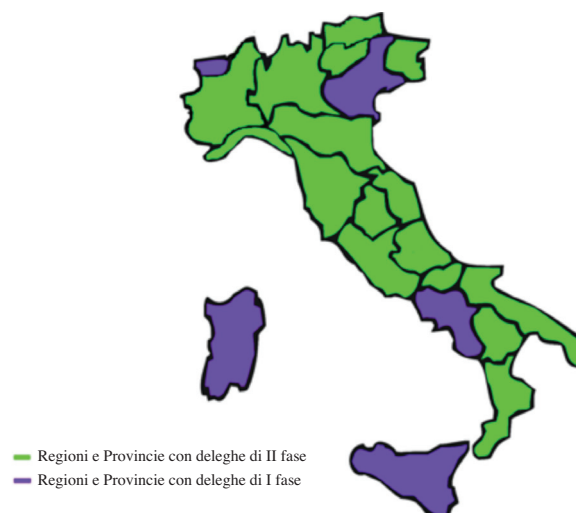 Regioni e Provincie con deleghe di II fase
Regioni e Provincie con deleghe di I fase